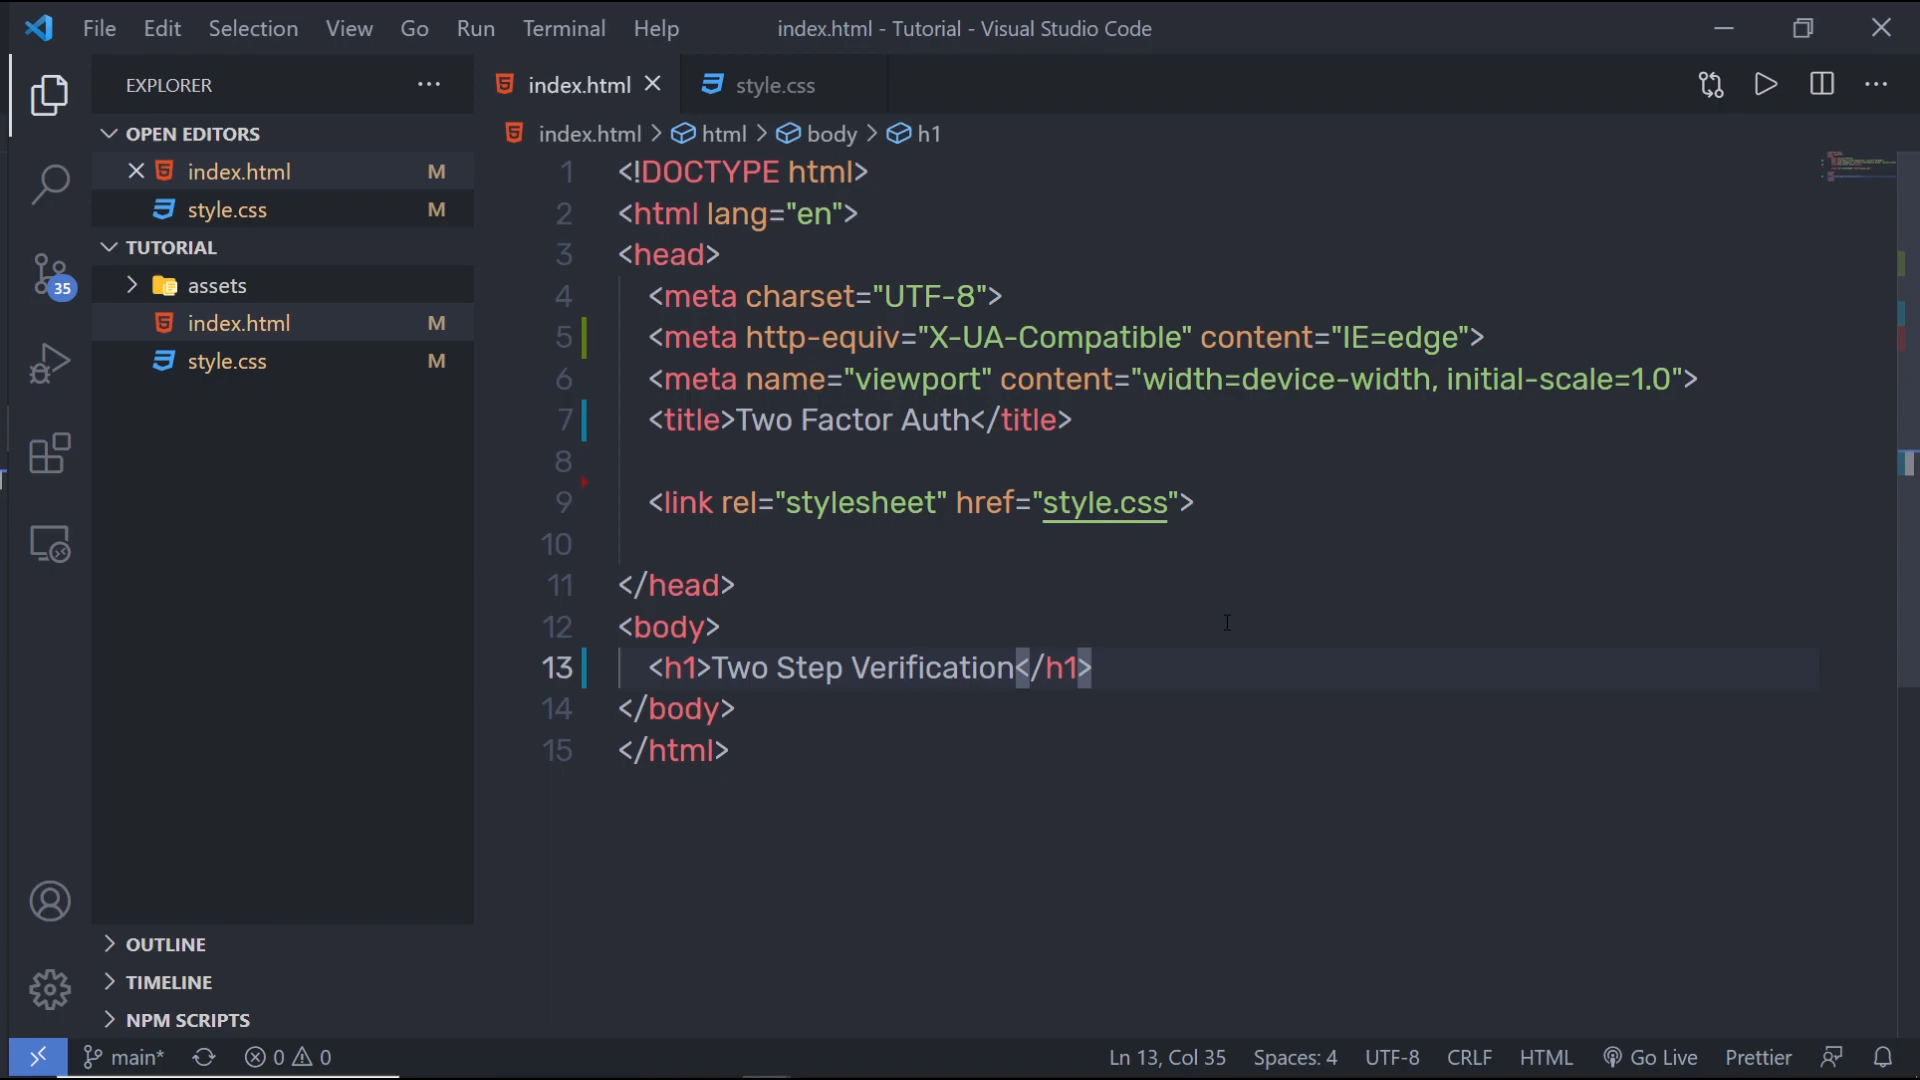 File Edit Selection View Go Run Terminal Help index.html - Tutorial - Visual Studio Code
EXPLORER
index.html
style.css
OPEN EDITORS
index.html M
style.css M
TUTORIAL
assets
index.html M
style.css M
35
OUTLINE
TIMELINE
NPM SCRIPTS
index.html > html > body > h1
1 <!DOCTYPE html>
2 <html lang="en">
3 <head>
4 <meta charset="UTF-8">
5 <meta http-equiv="X-UA-Compatible" content="IE=edge">
6 <meta name="viewport" content="width=device-width, initial-scale=1.0">
7 <title>Two Factor Auth</title>
8
9 <link rel="stylesheet" href="style.css">
10
11 </head>
12 <body>
13 <h1>Two Step Verification</h1>
14 </body>
15 </html>
main* 0 0 Ln 13, Col 35 Spaces: 4 UTF-8 CRLF HTML Go Live Prettier